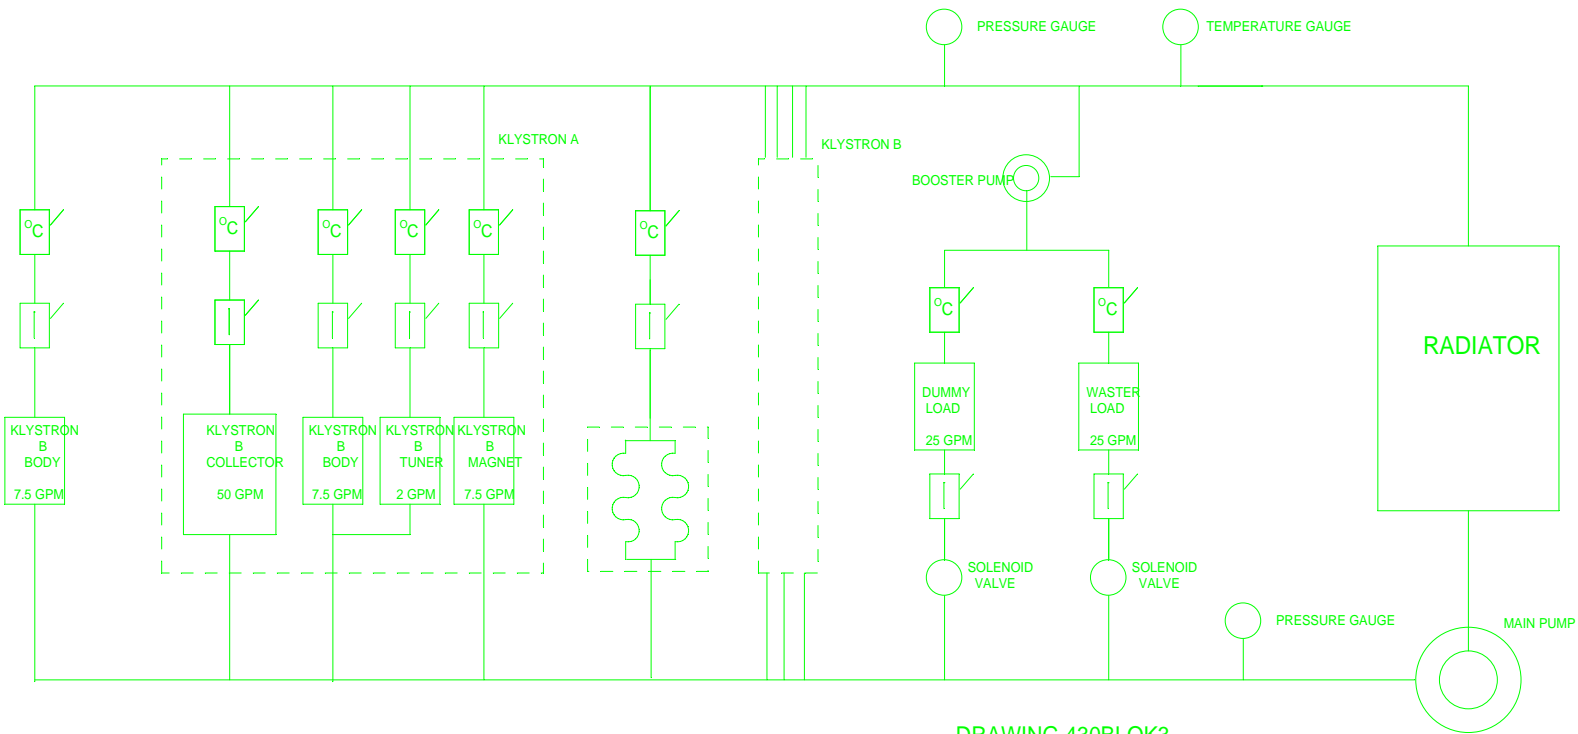 PRESSURE GAUGE
TEMPERATURE GAUGE
KLYSTRON A
KLYSTRON B
BOOSTER PUMP
°C
°C
°C
°C
°C
°C
°C
°C
RADIATOR
DUMMY
LOAD
25 GPM
WASTER
LOAD
25 GPM
KLYSTRON
B
BODY
7.5 GPM
KLYSTRON
B
COLLECTOR
50 GPM
KLYSTRON
B
BODY
7.5 GPM
KLYSTRON
B
TUNER
2 GPM
KLYSTRON
B
MAGNET
7.5 GPM
SOLENOID
VALVE
SOLENOID
VALVE
PRESSURE GAUGE
MAIN PUMP
DRAWING